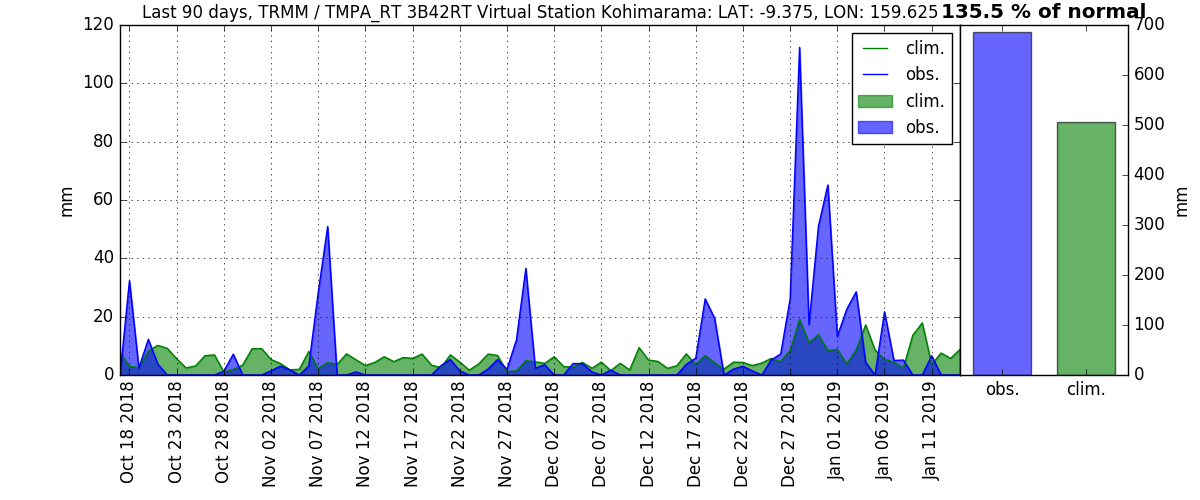 Last 90 days, TRMM / TMPA_RT 3B42RT Virtual Station Kohimarama: LAT: -9.375, LON: 159.625 135.5 % of normal
120
100
80
60
40
20
0
mm
clim.
obs.
clim.
obs.
700
600
500
400
300
200
100
0
mm
Oct 18 2018
Oct 23 2018
Oct 28 2018
Nov 02 2018
Nov 07 2018
Nov 12 2018
Nov 17 2018
Nov 22 2018
Nov 27 2018
Dec 02 2018
Dec 07 2018
Dec 12 2018
Dec 17 2018
Dec 22 2018
Dec 27 2018
Jan 01 2019
Jan 06 2019
Jan 11 2019
obs.
clim.